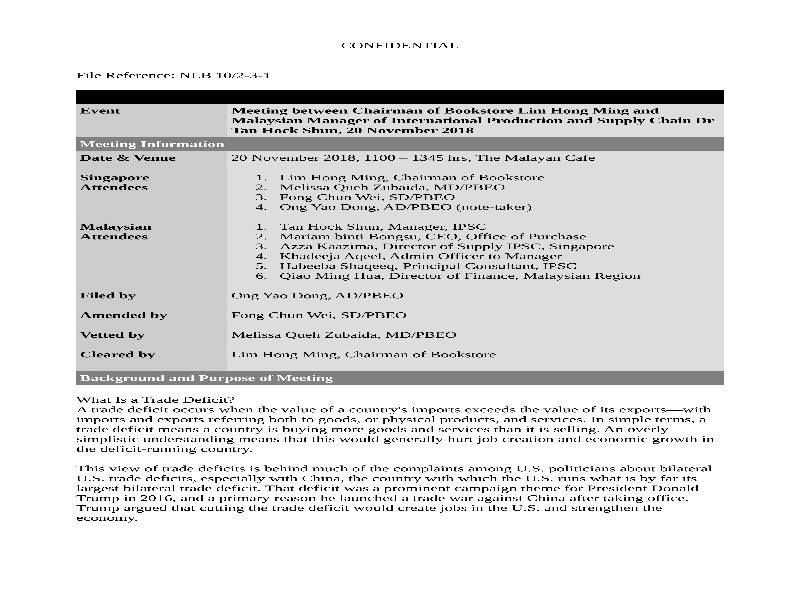 CONFIDENTIAL
File Reference: NLB 10/2-3-1
Event
Meeting between Chairman of Bookstore Lim Hong Ming and
Malaysian Manager of International Production and Supply Chain Dr
Tan Hock Shun, 20 November 2018
Meeting Information
Date & Venue
20 November 2018, 1100 – 1345 hrs, The Malayan Cafe
Singapore
Attendees
1. Lim Hong Ming, Chairman of Bookstore
2. Melissa Queh Zubaida, MD/PBEO
3. Fong Chun Wei, SD/PBEO
4. Ong Yao Dong, AD/PBEO (note-taker)
Malaysian
Attendees
1. Tan Hock Shun, Manager, IPSC
2. Mariam binti Bongsu, CEO, Office of Purchase
3. Azza Kaazima, Director of Supply IPSC, Singapore
4. Khadeeja Aqeel, Admin Officer to Manager
5. Habeeba Shaqeeq, Principal Consultant, IPSC
6. Qiao Ming Hua, Director of Finance, Malaysian Region
Filed by
Ong Yao Dong, AD/PBEO
Amended by
Fong Chun Wei, SD/PBEO
Vetted by
Melissa Queh Zubaida, MD/PBEO
Cleared by
Lim Hong Ming, Chairman of Bookstore
Background and Purpose of Meeting
What Is a Trade Deficit?
A trade deficit occurs when the value of a country's imports exceeds the value of its exports—with
imports and exports referring both to goods, or physical products, and services. In simple terms, a
trade deficit means a country is buying more goods and services than it is selling. An overly
simplistic understanding means that this would generally hurt job creation and economic growth in
the deficit-running country.
This view of trade deficits is behind much of the complaints among U.S. politicians about bilateral
U.S. trade deficits, especially with China, the country with which the U.S. runs what is by far its
largest bilateral trade deficit. That deficit was a prominent campaign theme for President Donald
Trump in 2016, and a primary reason he launched a trade war against China after taking office.
Trump argued that cutting the trade deficit would create jobs in the U.S. and strengthen the
economy.